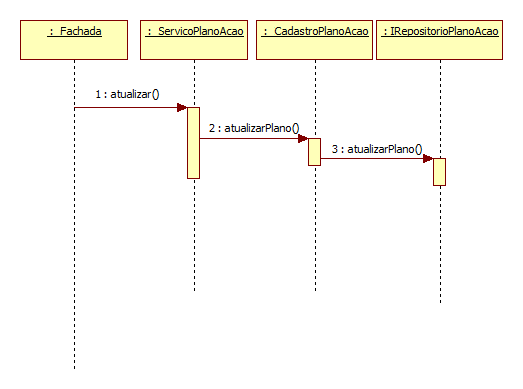 : Fachada
: ServicoPlanoAcao
: CadastroPlanoAcao
: IRepositorioPlanoAcao
1 : atualizar()
2 : atualizarPlano()
3 : atualizarPlano()